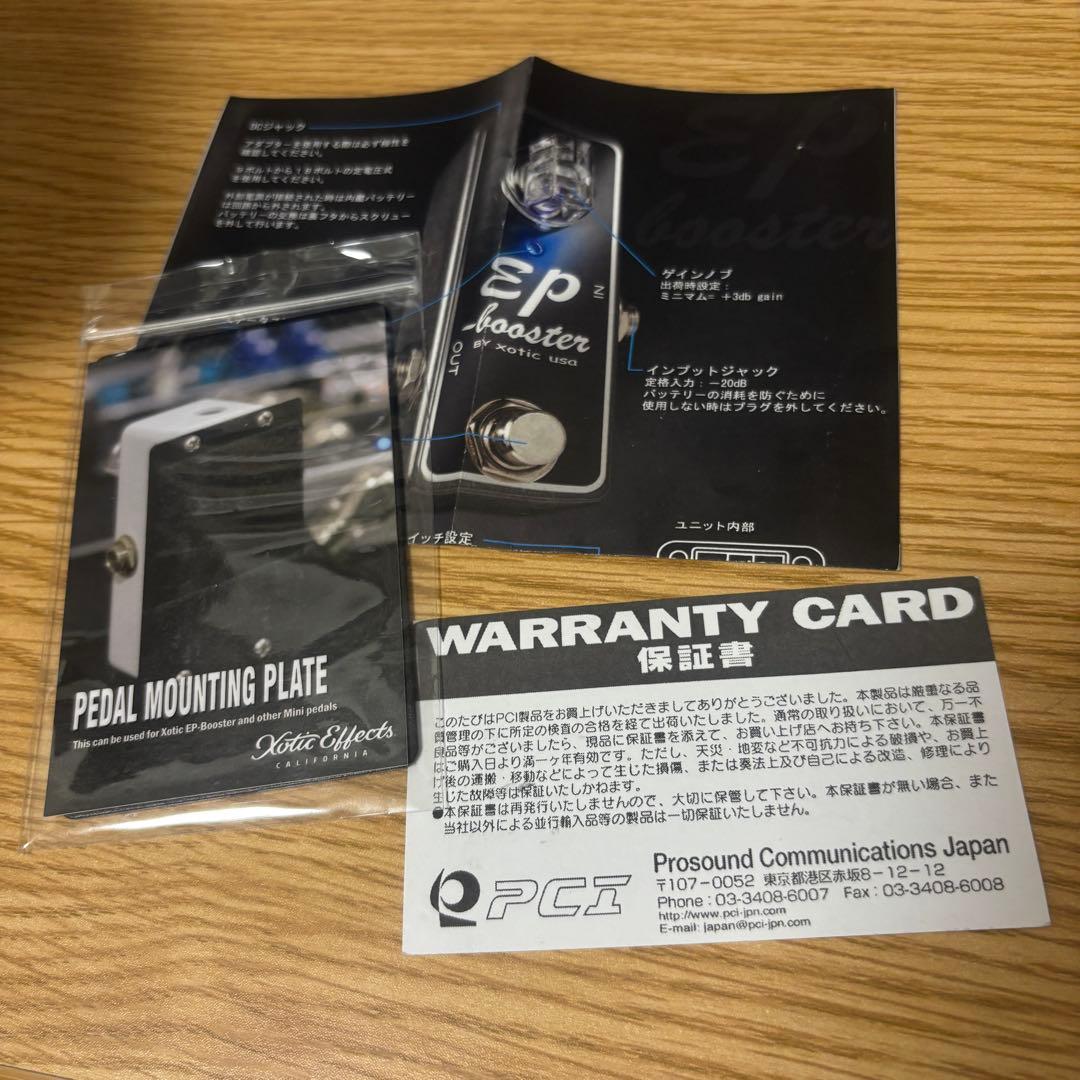 DCジャック
アダプターを使用する際は必ず極性を
確認してください。
9ボルトから18ボルトの定電圧式
を使用してください。
外部電源が接続された時は内蔵バッテリー
は回路から外されます。
バッテリーの交換は裏フタからスクリュー
を外して行います。
Ep
booster
ゲインノブ
出荷時設定：
ミニマム= +3db gain
Ep
booster
BY xotic usa
IN
OUT
インプットジャック
定格入力：－20dB
バッテリーの消耗を防ぐために
使用しない時はプラグを外してください。
イッチ設定
ユニット内部
PEDAL MOUNTING PLATE
This can be used for Xotic EP-Booster and other Mini pedals
Xotic Effects
CALIFORNIA
WARRANTY CARD
保証書
このたびはPCI製品をお買上げいただきましてありがとうございました。本製品は厳重なる品
質管理の下に所定の検査の合格を経て出荷いたしました。通常の取り扱いにおいて、万一不
良品等がございましたら、現品に保証書を添えて、お買い上げ店へお持ち下さい。本保証書
はご購入日より満一ヶ年有効です。ただし、天災・地変など不可抗力による破損や、お買上
げ後の運搬・移動などによって生じた損傷、または奏法上及び自己による改造、修理により
生じた故障等は保証いたしかねます。
●本保証書は再発行いたしませんので、大切に保管して下さい。本保証書が無い場合、また
当社以外による並行輸入品等の製品は一切保証いたしません。
PCI
Prosound Communications Japan
〒107-0052 東京都港区赤坂8-12-12
Phone : 03-3408-6007 Fax : 03-3408-6008
http://www.pci-jpn.com
E-mail: japan@pci-jpn.com